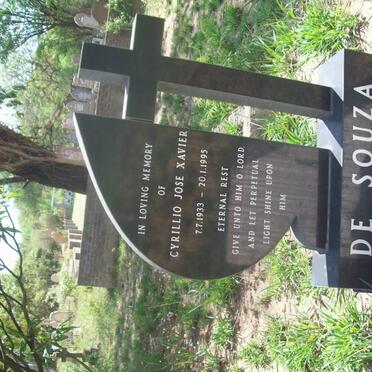 IN LOVING MEMORY
OF
CYRILLIO JOSE XAVIER
7.7.1933 – 20.1.1995
ETERNAL REST
GIVE UNTO HIM O LORD
AND LET PERPETUAL
LIGHT SHINE UPON
HIM
DE SOUZA